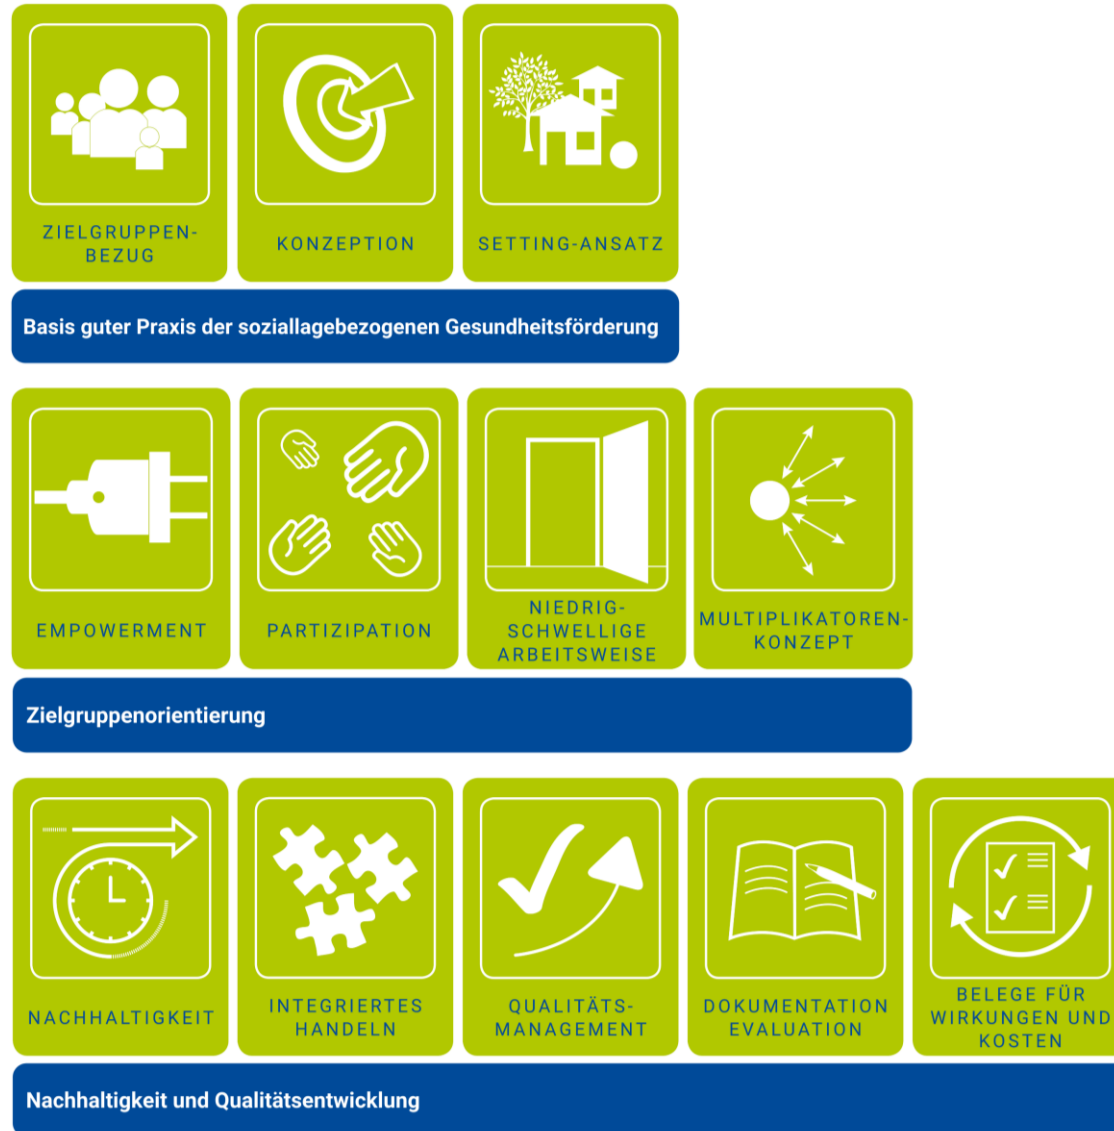 ZIELGRUPPEN-
BEZUG
KONZEPTION
SETTING-ANSATZ
Basis guter Praxis der soziallagebezogenen Gesundheitsförderung
EMPOWERMENT
PARTIZIPATION
NIEDRIG-
SCHWELLIGE
ARBEITSWEISE
MULTIPLIKATOREN-
KONZEPT
Zielgruppenorientierung
NACHHALTIGKEIT
INTEGRIERTES
HANDELN
QUALITÄTS-
MANAGEMENT
DOKUMENTATION
EVALUATION
BELEGE FÜR
WIRKUNGEN UND
KOSTEN
Nachhaltigkeit und Qualitätsentwicklung